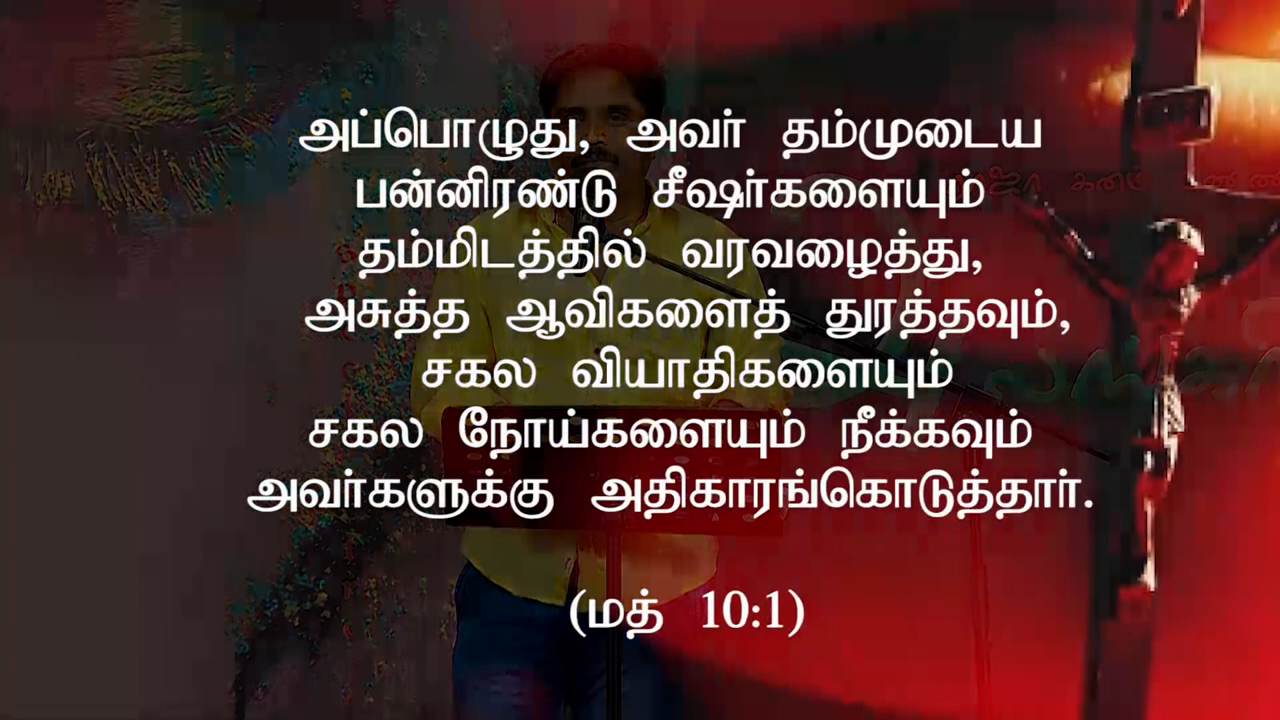 அப்பொழுது, அவர் தம்முடைய
பன்னிரண்டு சீஷர்களையும்
தம்மிடத்தில் வரவழைத்து,
அசுத்த ஆவிகளைத் துரத்தவும்,
சகல வியாதிகளையும்
சகல நோய்களையும் நீக்கவும்
அவர்களுக்கு அதிகாரங்கொடுத்தார்.
(மத் 10:1)